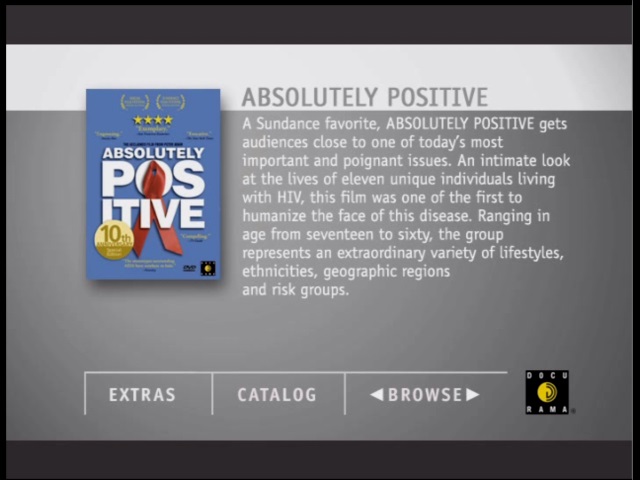 ABSOLUTELY POSITIVE
A Sundance favorite, ABSOLUTELY POSITIVE gets
audiences close to one of today's most
important and poignant issues. An intimate look
at the lives of eleven unique individuals living
with HIV, this film was one of the first to
humanize the face of this disease. Ranging in
age from seventeen to sixty, the group
represents an extraordinary variety of lifestyles,
ethnicities, geographic regions
and risk groups.
ABSOLUTELY
POS
ITIVE
10th
EXTRAS
CATALOG
◀BROWSE▶
DOCU
RAMA